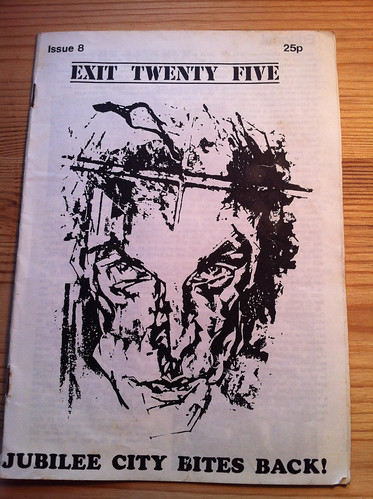 Issue 8
25p
EXIT TWENTY FIVE
JUBILEE CITY BITES BACK!